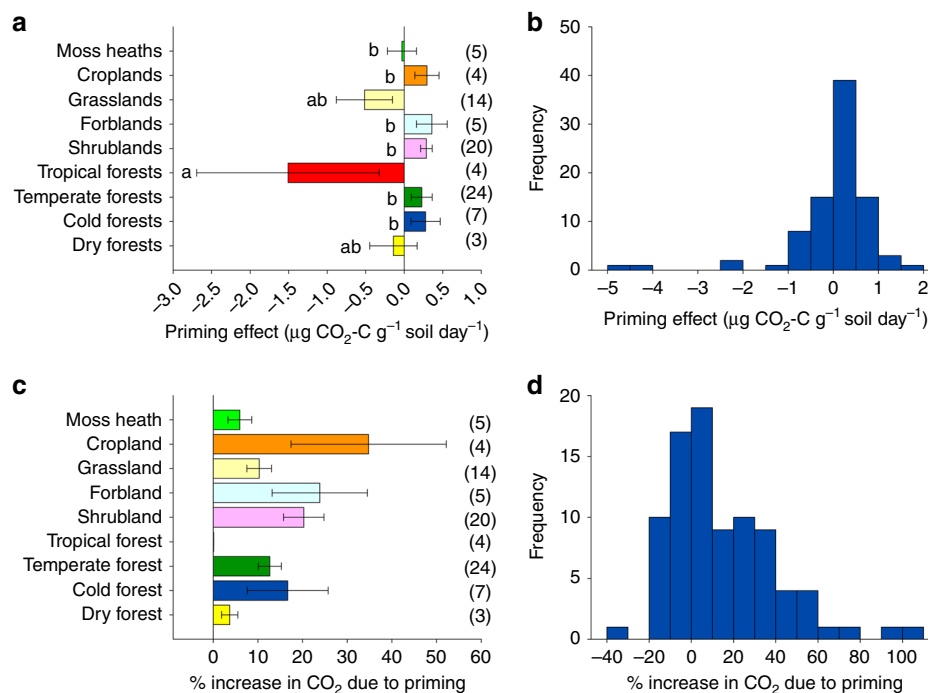 a
Moss heaths b (5)
Croplands b (4)
Grasslands ab (14)
Forblands b (5)
Shrublands b (20)
Tropical forests a (4)
Temperate forests b (24)
Cold forests b (7)
Dry forests ab (3)
−3.0 −2.5 −2.0 −1.5 −1.0 −0.5 0.0 0.5 1.0
Priming effect (μg CO₂-C g⁻¹ soil day⁻¹)
b
Frequency
50
40
30
20
10
0
−5 −4 −3 −2 −1 0 1 2
Priming effect (μg CO₂-C g⁻¹ soil day⁻¹)
c
Moss heath (5)
Cropland (4)
Grassland (14)
Forbland (5)
Shrubland (20)
Tropical forest (4)
Temperate forest (24)
Cold forest (7)
Dry forest (3)
0 10 20 30 40 50 60
% increase in CO₂ due to priming
d
Frequency
20
15
10
5
0
−40 −20 0 20 40 60 80 100
% increase in CO₂ due to priming